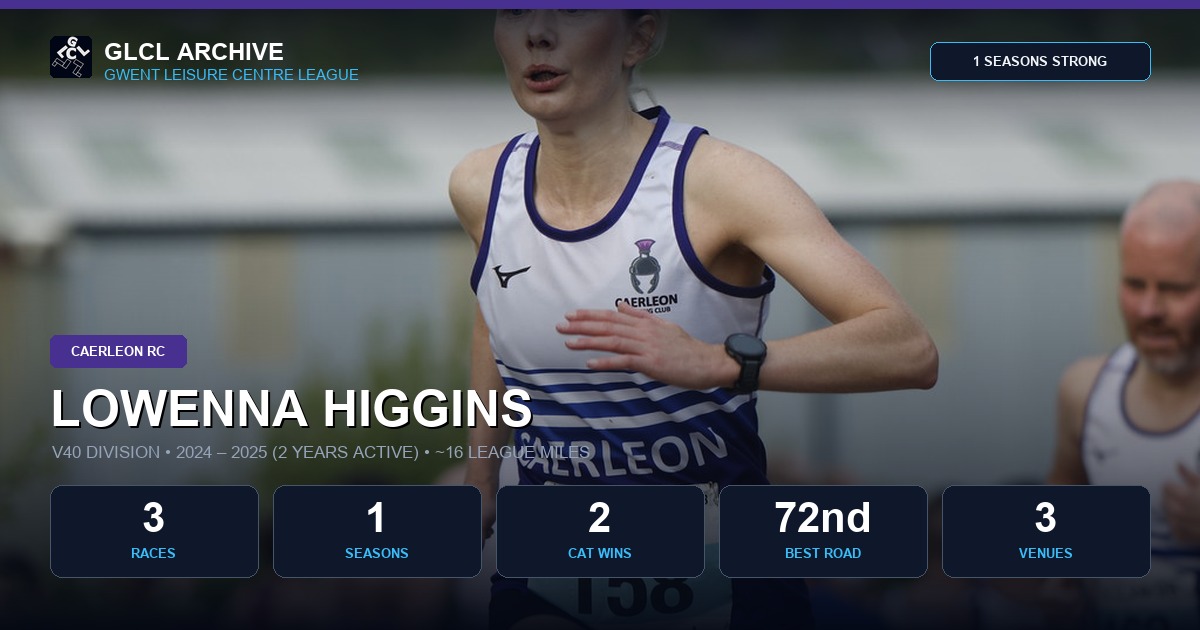 GLCL ARCHIVE
GWENT LEISURE CENTRE LEAGUE
1 SEASONS STRONG
CAERLEON
CAERLEON RC
LOWENNA HIGGINS
V40 DIVISION • 2024 – 2025 (2 YEARS ACTIVE) • ~16 LEAGUE MILES
CAERLEON
3
RACES
1
SEASONS
2
CAT WINS
72nd
BEST ROAD
3
VENUES
158